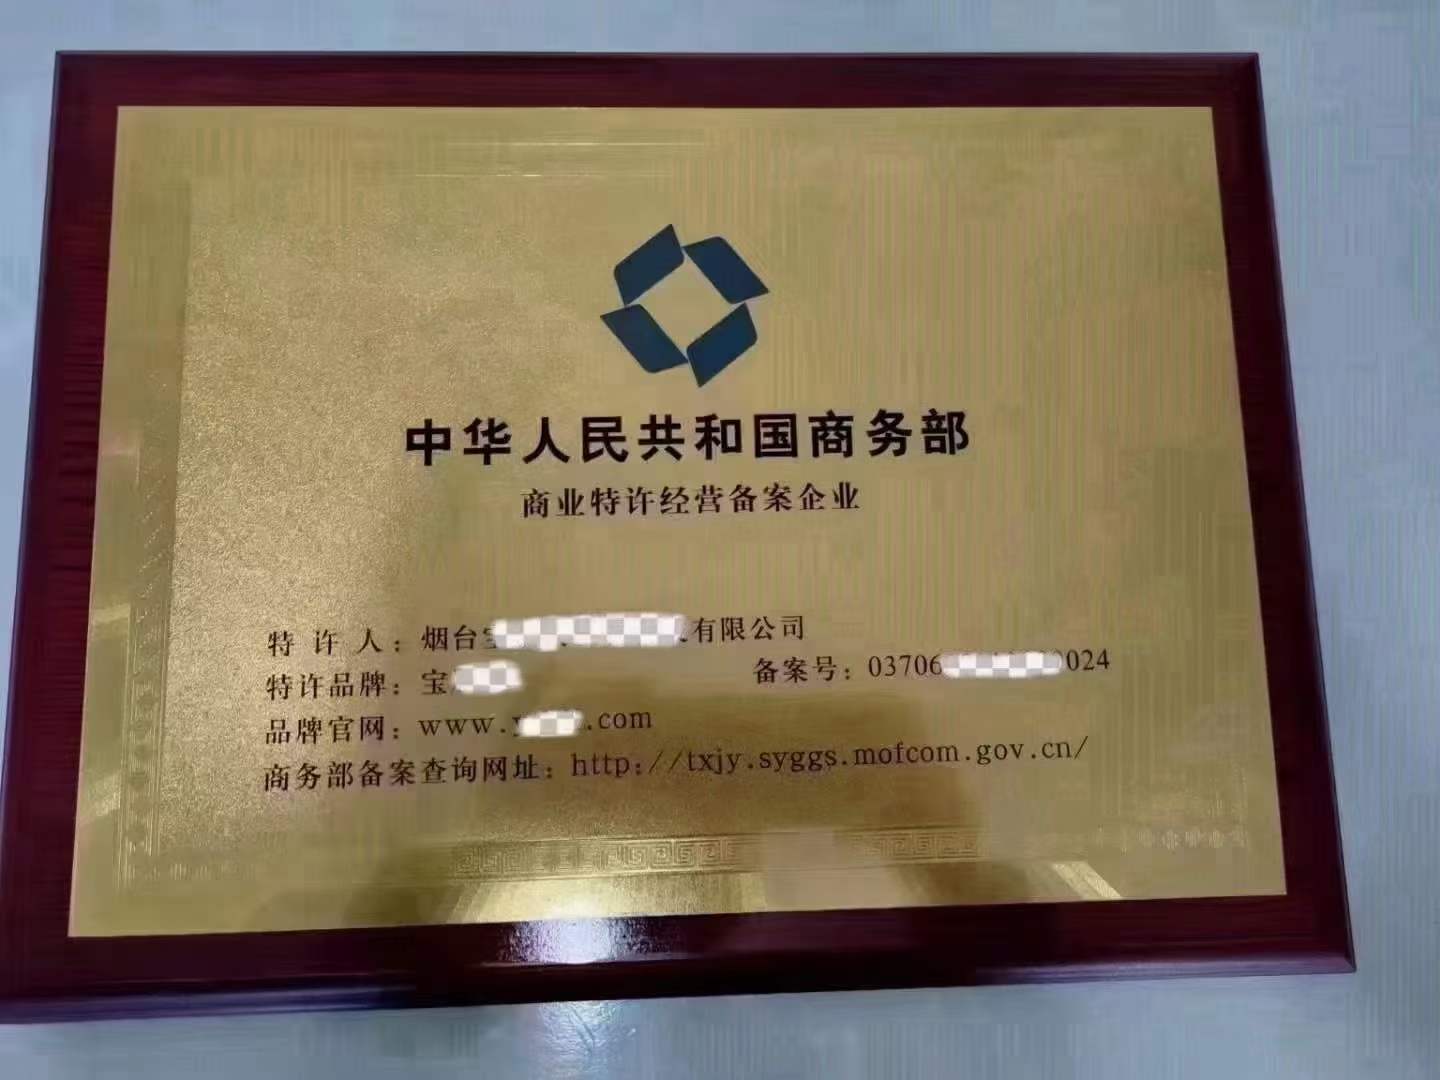 中华人民共和国商务部
商业特许经营备案企业
特 许 人：烟台 有限公司
特许品牌：宝
备案号：03706 0024
品牌官网：www. .com
商务部备案查询网址：http://txjy.syggs.mofcom.gov.cn/